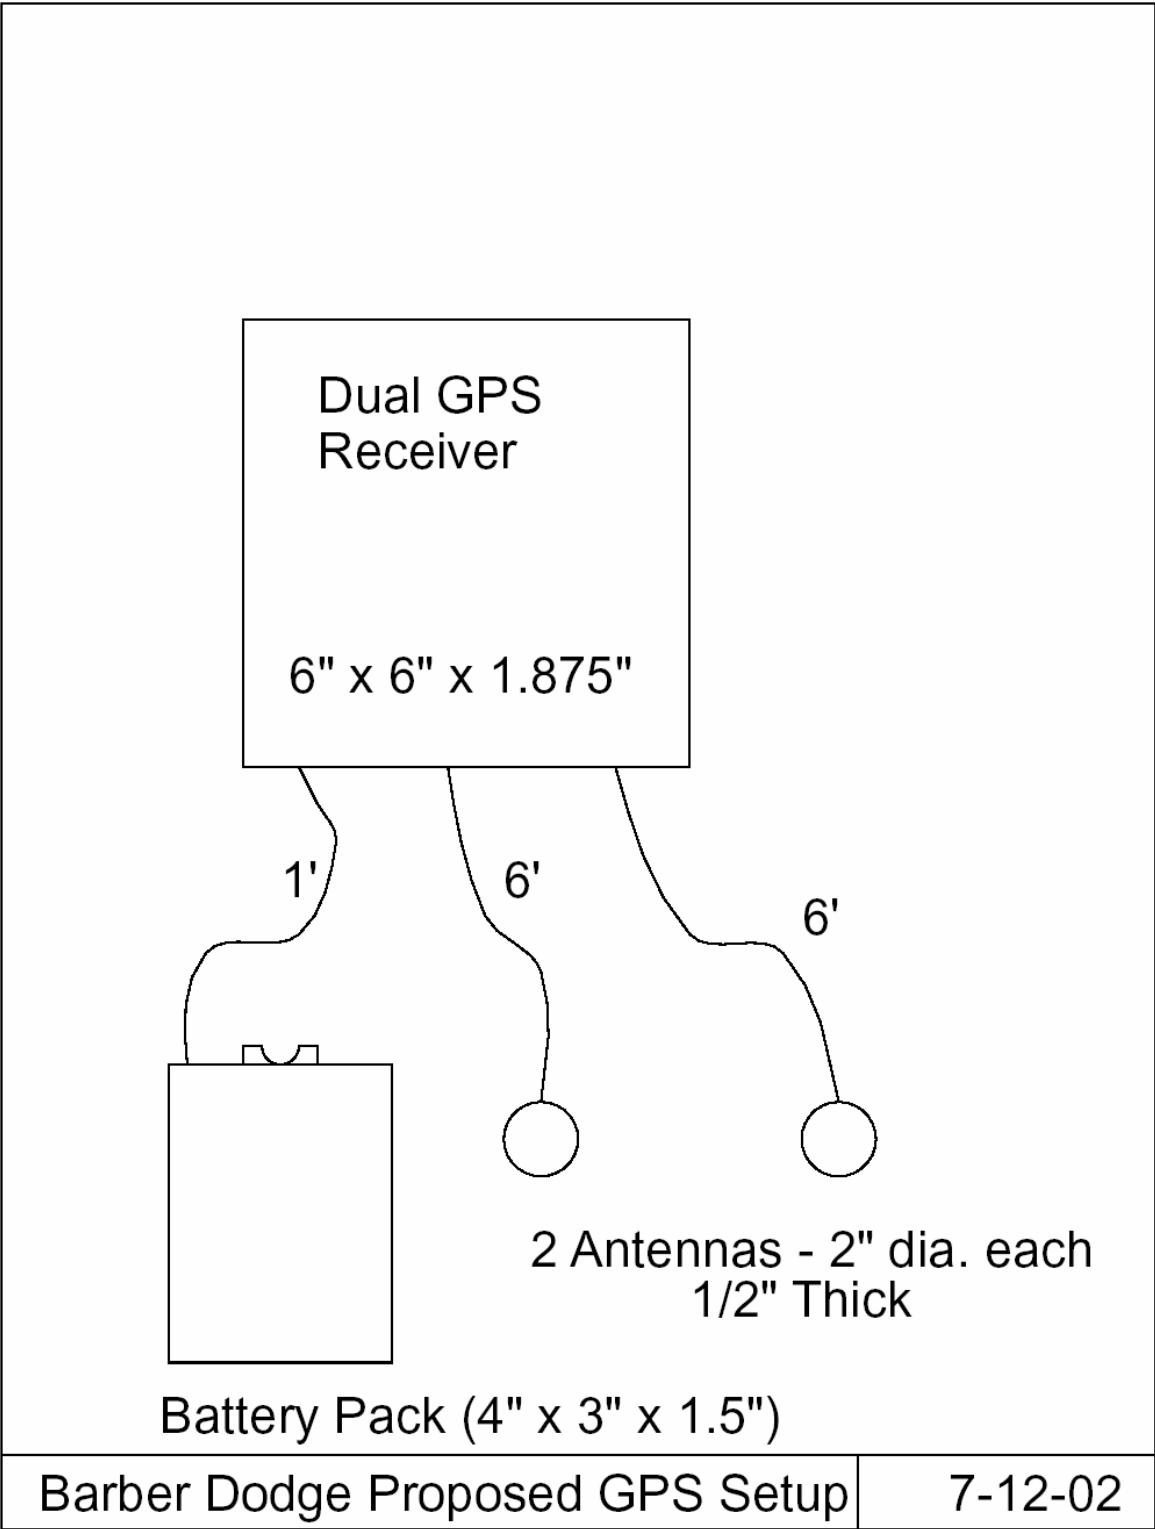 Dual GPS
Receiver
6" x 6" x 1.875"
1'
6'
6'
2 Antennas - 2" dia. each
1/2" Thick
Battery Pack (4" x 3" x 1.5")
Barber Dodge Proposed GPS Setup
7-12-02